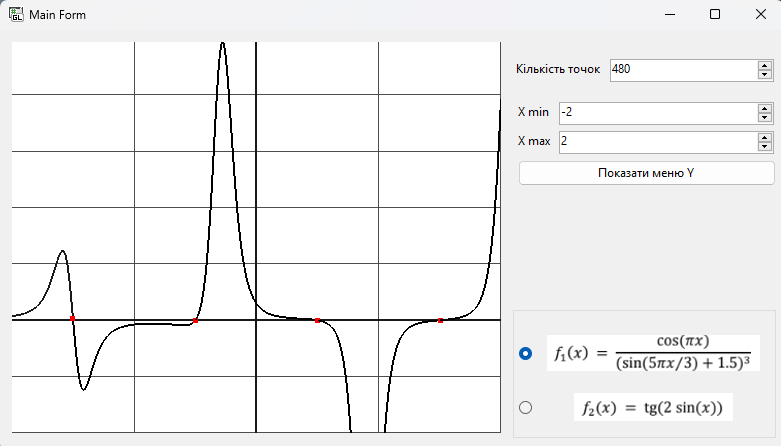 Main Form
Кількість точок 480
X min -2
X max 2
Показати меню Y
f₁(x) = cos(πx) / (sin(5πx/3) + 1.5)³
f₂(x) = tg(2 sin(x))